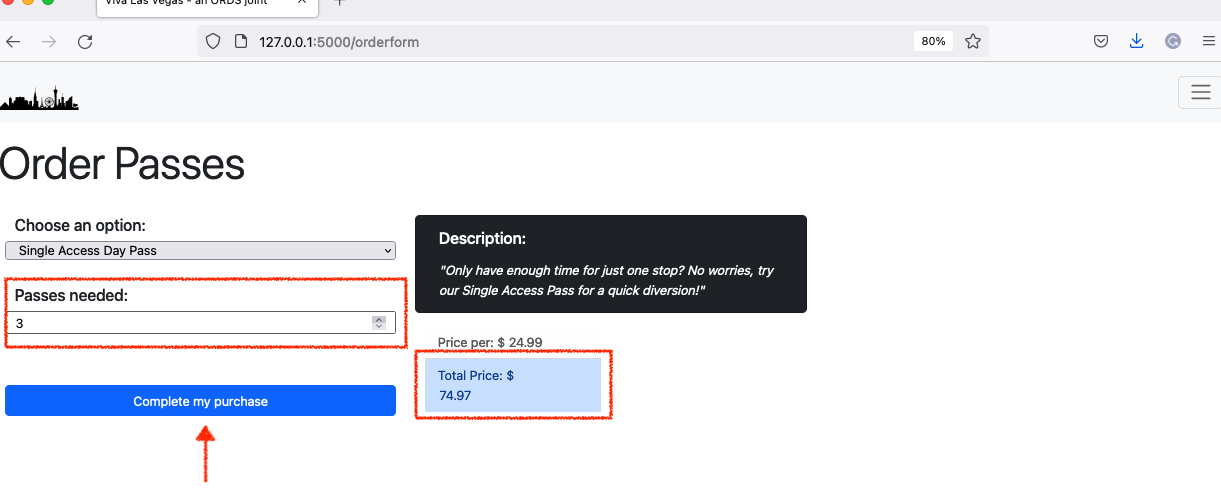 Viva Las Vegas - an ORDS joint
127.0.0.1:5000/orderform
80%
Order Passes
Choose an option:
Single Access Day Pass
Passes needed:
3
Complete my purchase
Description:
"Only have enough time for just one stop? No worries, try
our Single Access Pass for a quick diversion!"
Price per: $ 24.99
Total Price: $
74.97